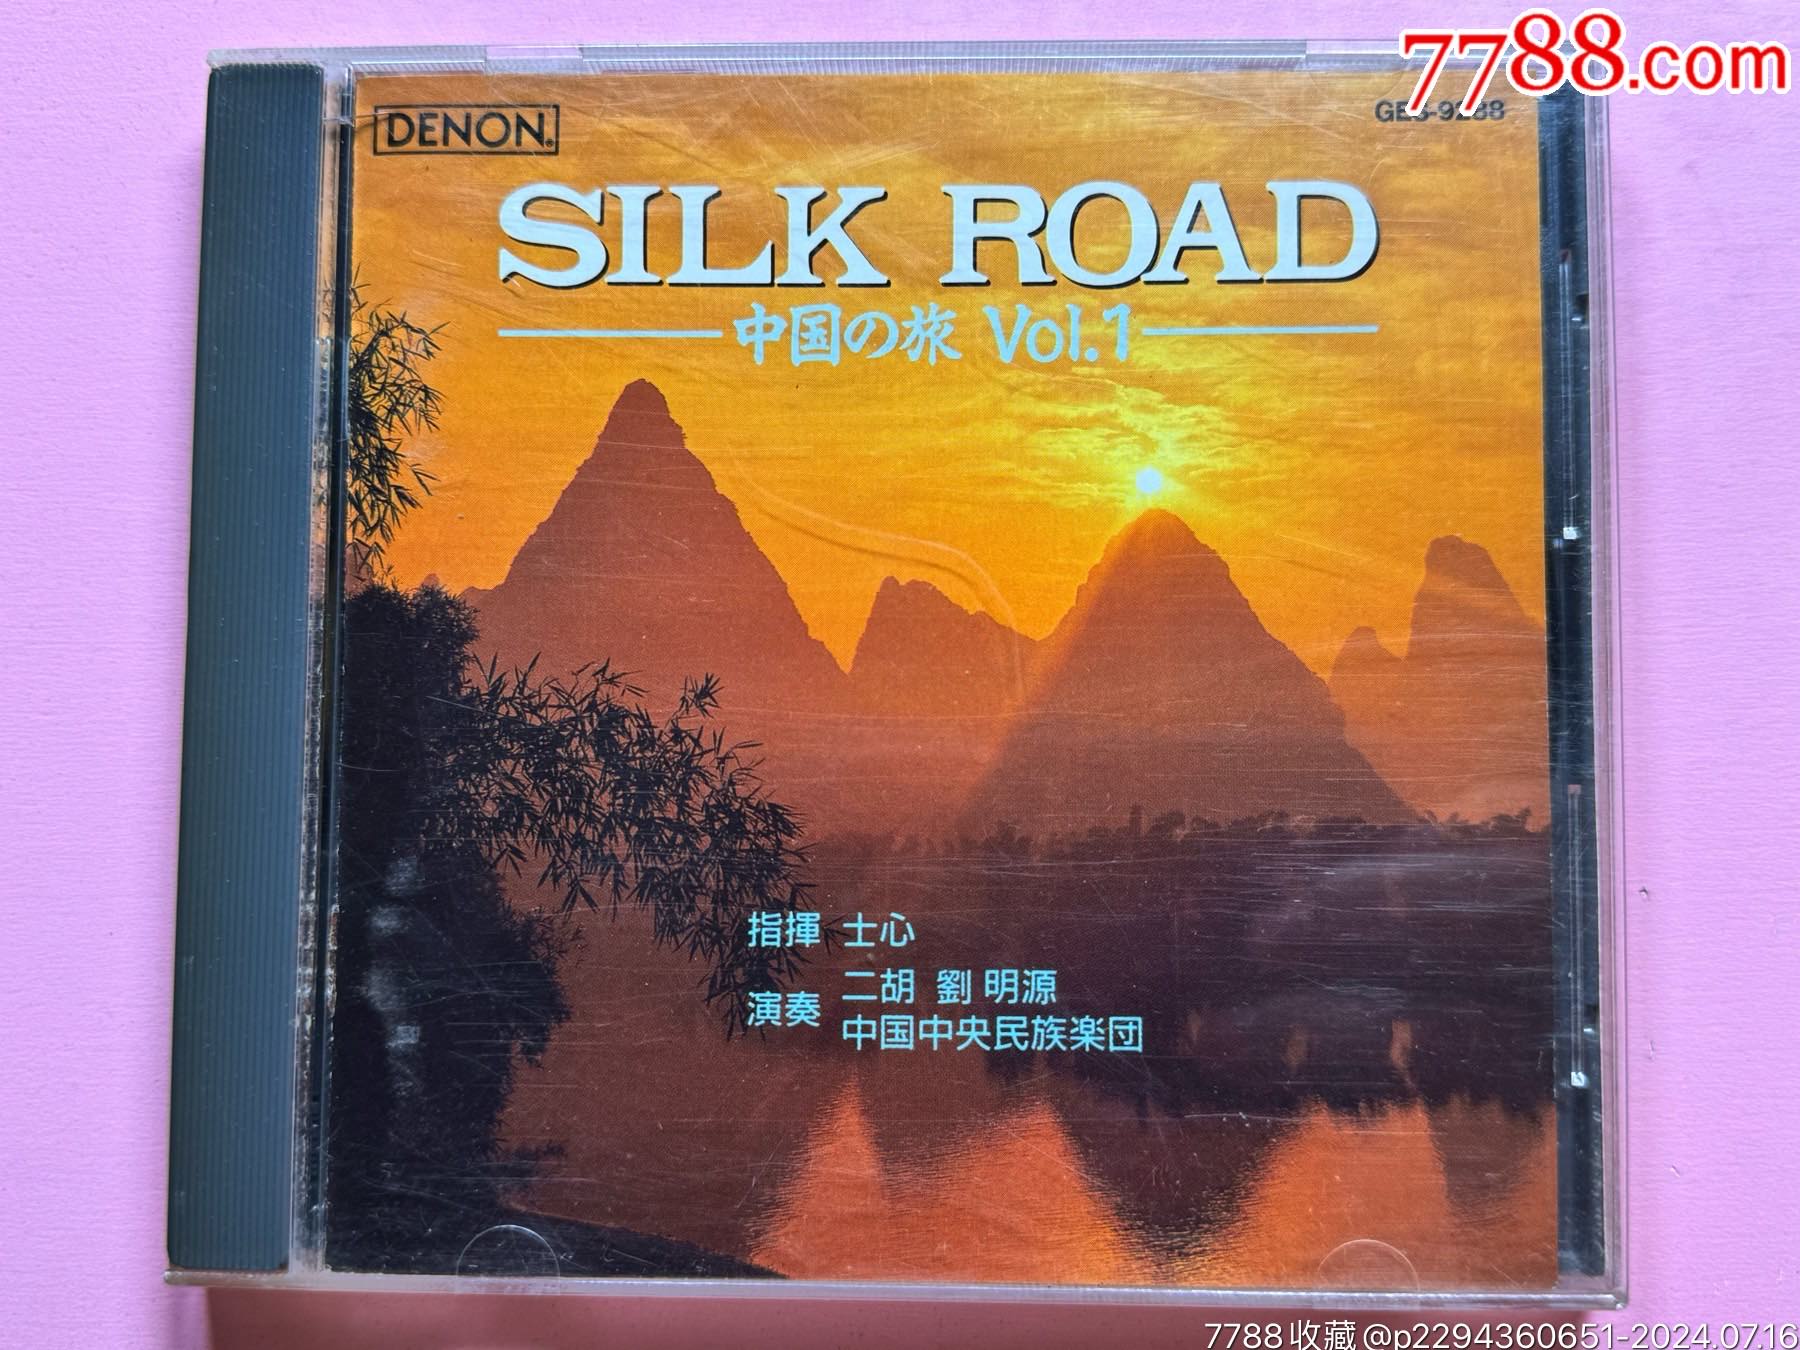 7788.com
DENON
SILK ROAD
中国の旅 Vol.1
指揮 士心
演奏 二胡 劉 明源
中国中央民族楽団
7788收藏@p2294360651-2024.0716